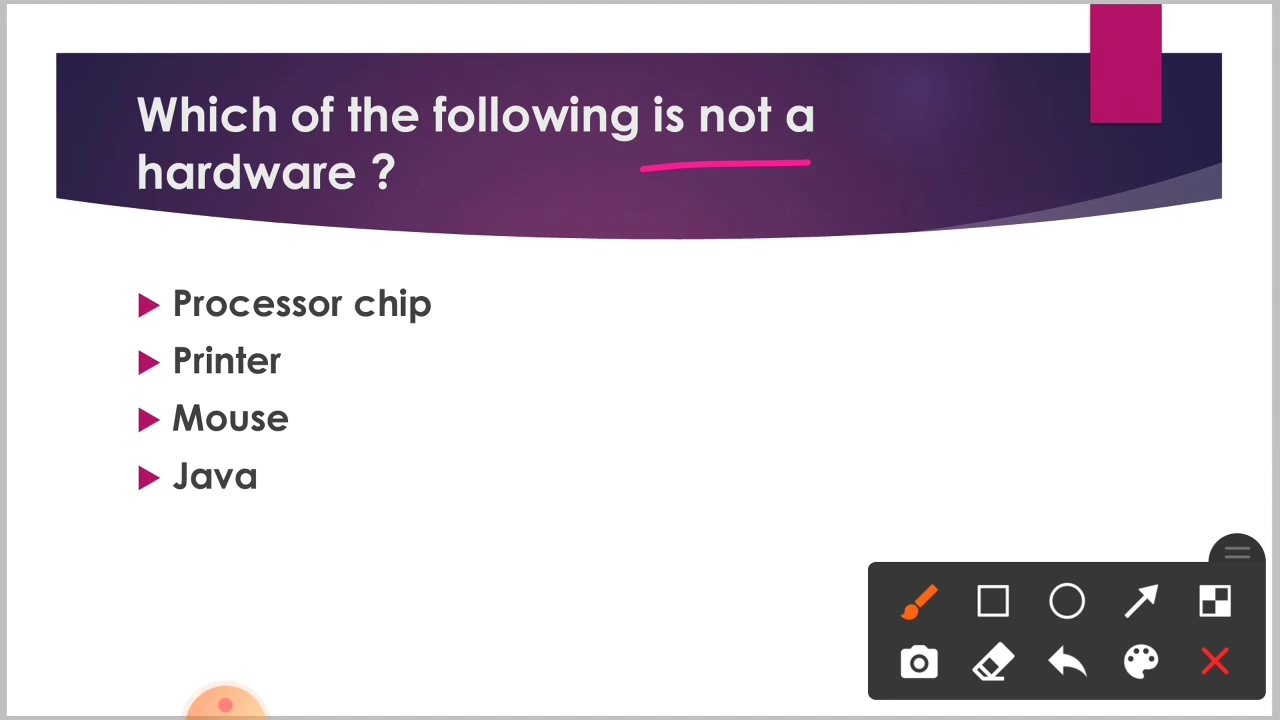 Which of the following is not a
hardware ?
Processor chip
Printer
Mouse
Java